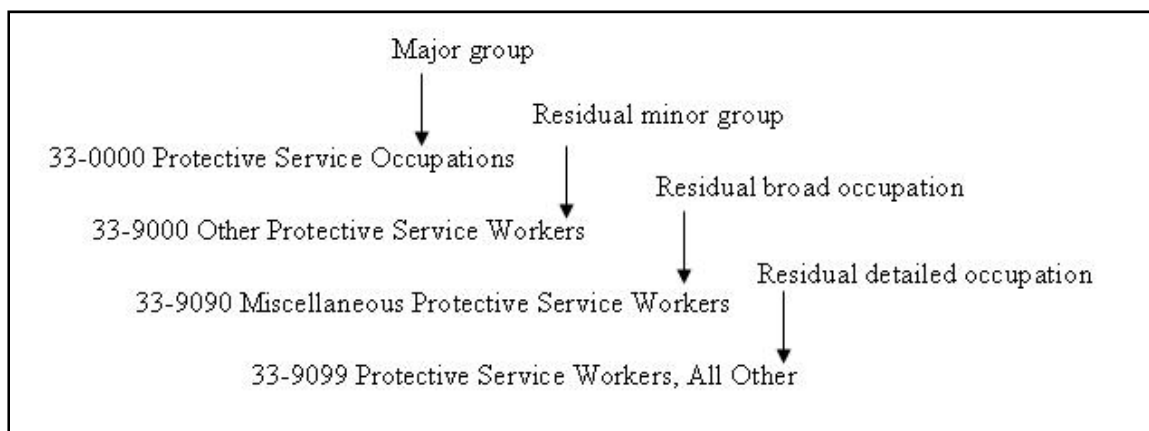 Major group
Residual minor group
33-0000 Protective Service Occupations
Residual broad occupation
33-9000 Other Protective Service Workers
Residual detailed occupation
33-9090 Miscellaneous Protective Service Workers
33-9099 Protective Service Workers, All Other